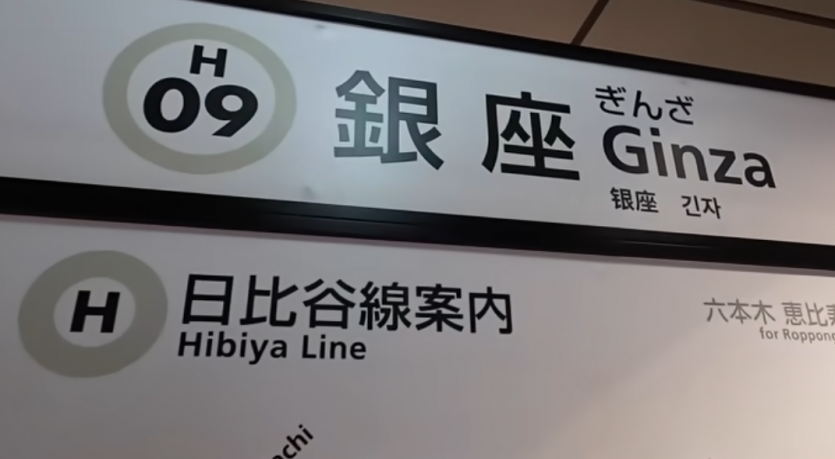 H
09
銀座
ぎんざ
Ginza
银座 긴자
H
日比谷線案内
Hibiya Line
六本木 恵比
for Roppon
achi